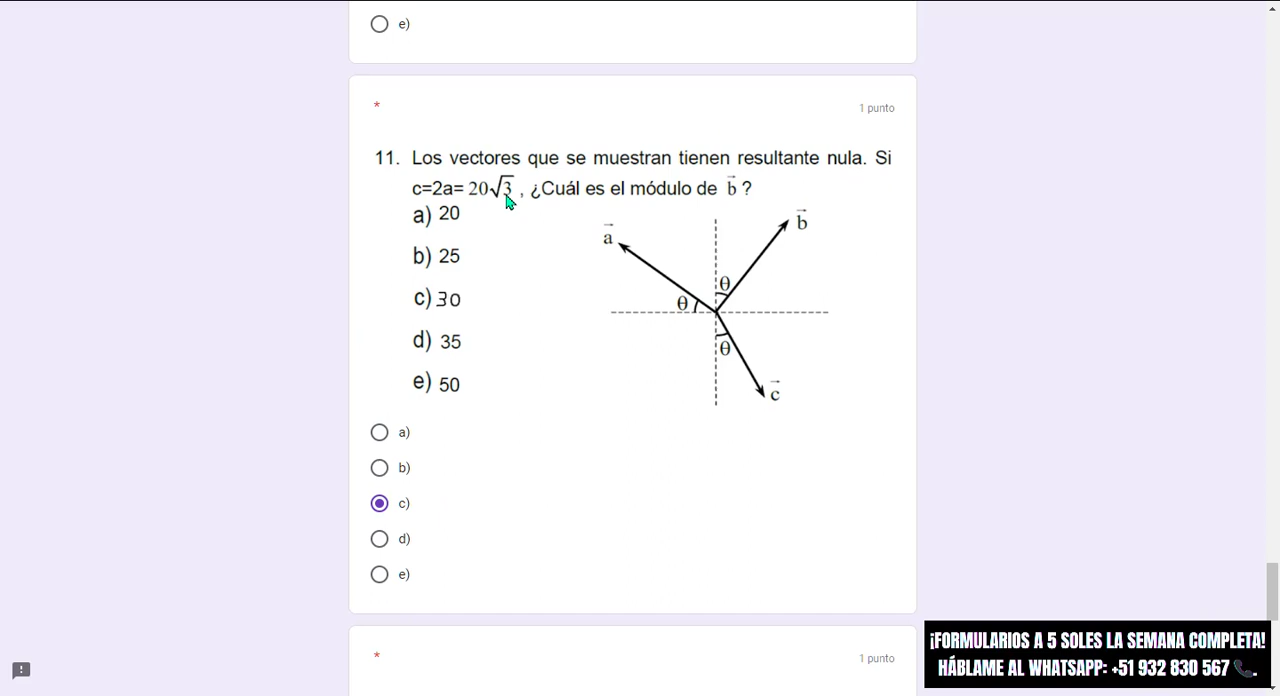 e)
*
1 punto
11. Los vectores que se muestran tienen resultante nula. Si
c=2a= 20√3 , ¿Cuál es el módulo de b⃗ ?
a) 20
b) 25
c) 30
d) 35
e) 50
a⃗
b⃗
θ
θ
θ
c⃗
a)
b)
c)
d)
e)
*
1 punto
¡FORMULARIOS A 5 SOLES LA SEMANA COMPLETA!
HÁBLAME AL WHATSAPP: +51 932 830 567 📞.